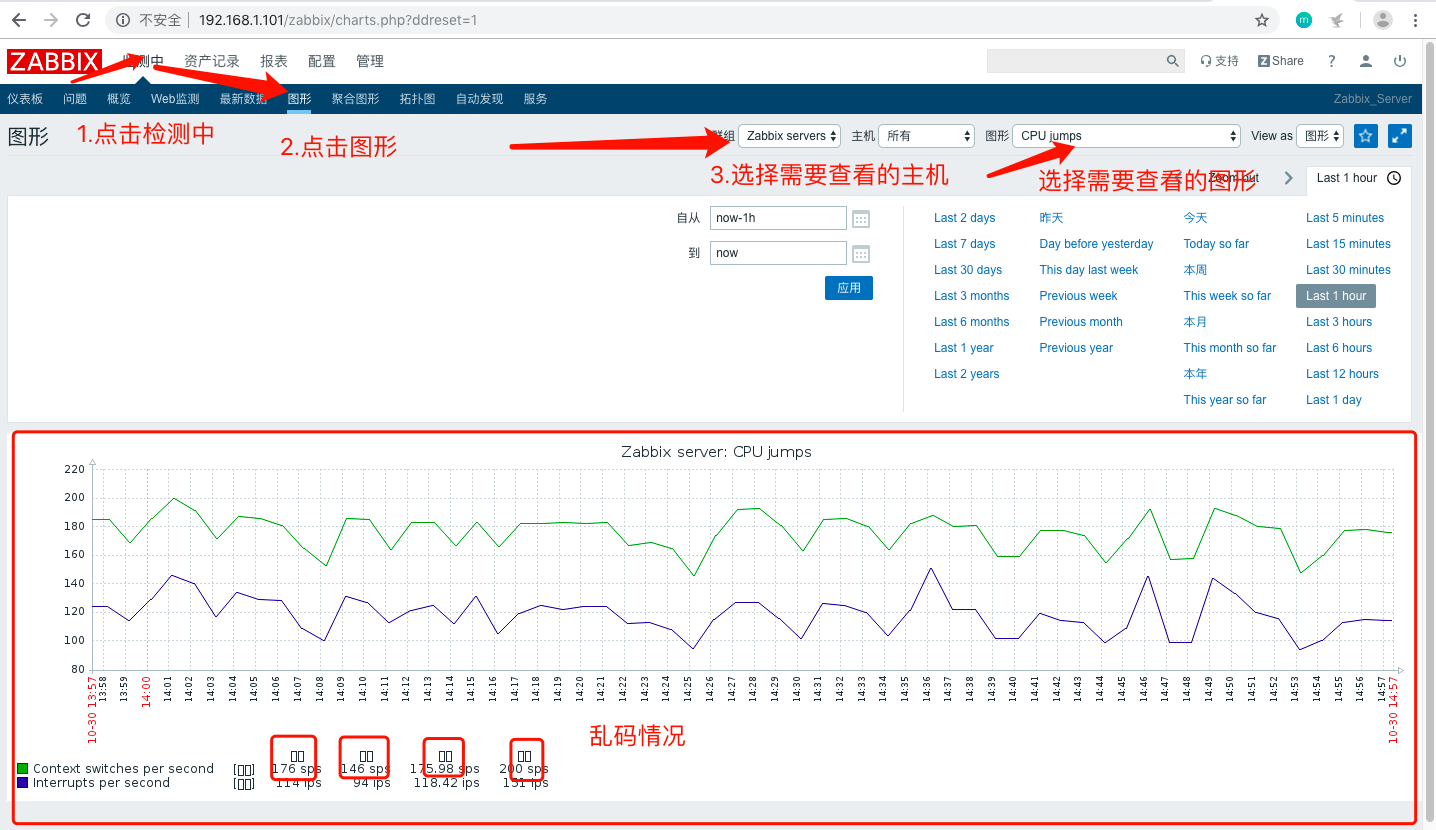 不安全 192.168.1.101/zabbix/charts.php?ddreset=1
m
ZABBIX 监测中 资产记录 报表 配置 管理 支持 Z Share ?
仪表板 问题 概览 Web监测 最新数据 图形 聚合图形 拓扑图 自动发现 服务 Zabbix_Server
图形 1.点击检测中 2.点击图形 群组 Zabbix servers 主机 所有 图形 CPU jumps View as 图形
3.选择需要查看的主机 选择需要查看的图形 Zoom out Last 1 hour
自从 now-1h
到 now
应用
Last 2 days 昨天 今天 Last 5 minutes
Last 7 days Day before yesterday Today so far Last 15 minutes
Last 30 days This day last week 本周 Last 30 minutes
Last 3 months Previous week This week so far Last 1 hour
Last 6 months Previous month 本月 Last 3 hours
Last 1 year Previous year This month so far Last 6 hours
Last 2 years 本年 Last 12 hours
This year so far Last 1 day
Zabbix server: CPU jumps
220
200
180
160
140
120
100
80
10-30 13:57 13:58 13:59 14:00 14:01 14:02 14:03 14:04 14:05 14:06 14:07 14:08 14:09 14:10 14:11 14:12 14:13 14:14 14:15 14:16 14:17 14:18 14:19 14:20 14:21 14:22 14:23 14:24 14:25 14:26 14:27 14:28 14:29 14:30 14:31 14:32 14:33 14:34 14:35 14:36 14:37 14:38 14:39 14:40 14:41 14:42 14:43 14:44 14:45 14:46 14:47 14:48 14:49 14:50 14:51 14:52 14:53 14:54 14:55 14:56 14:57 10-30 14:57
乱码情况
▯▯ ▯▯ ▯▯ ▯▯
Context switches per second [▯▯] 176 sps 146 sps 175.98 sps 200 sps
Interrupts per second [▯▯] 114 ips 94 ips 118.42 ips 151 ips